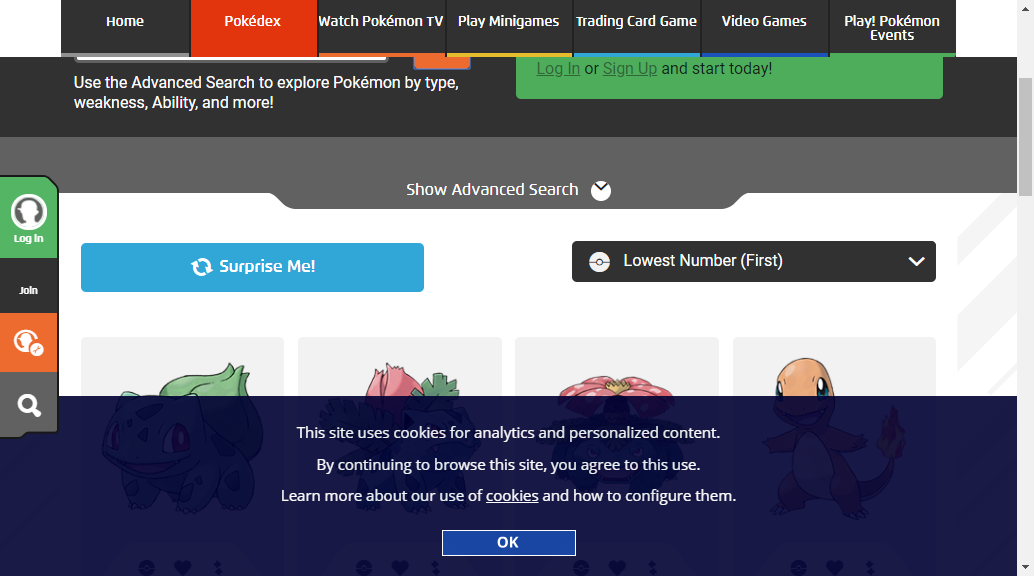 Home
Pokédex
Watch Pokémon TV
Play Minigames
Trading Card Game
Video Games
Play! Pokémon
Events
Use the Advanced Search to explore Pokémon by type,
weakness, Ability, and more!
Log In or Sign Up and start today!
Show Advanced Search
Log In
Join
Surprise Me!
Lowest Number (First)
This site uses cookies for analytics and personalized content.
By continuing to browse this site, you agree to this use.
Learn more about our use of cookies and how to configure them.
OK